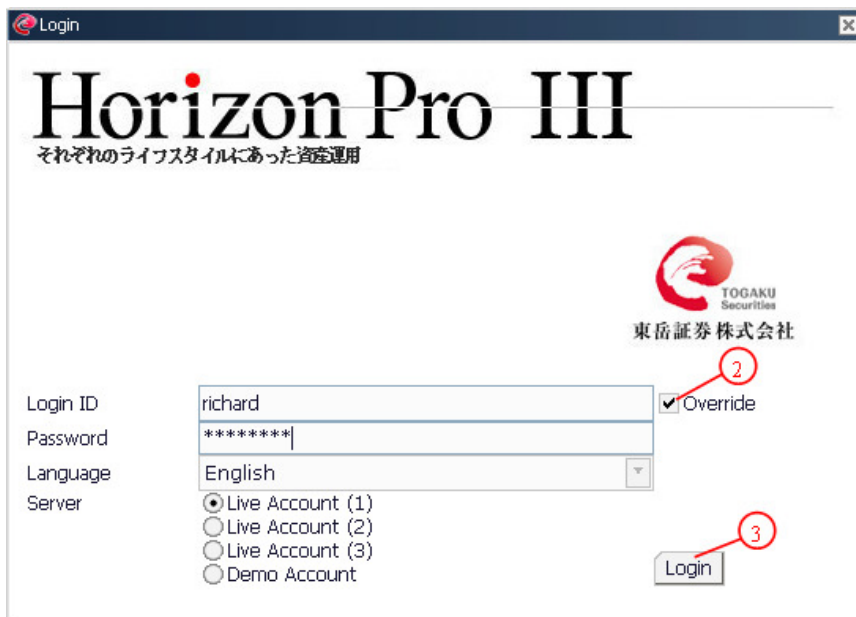 Login
Horizon Pro III
それぞれのライフスタイルにあった資産運用
TOGAKU
Securities
東岳証券株式会社
2
Login ID richard Override
Password ********
Language English
Server Live Account (1)
Live Account (2)
Live Account (3)
3
Demo Account Login